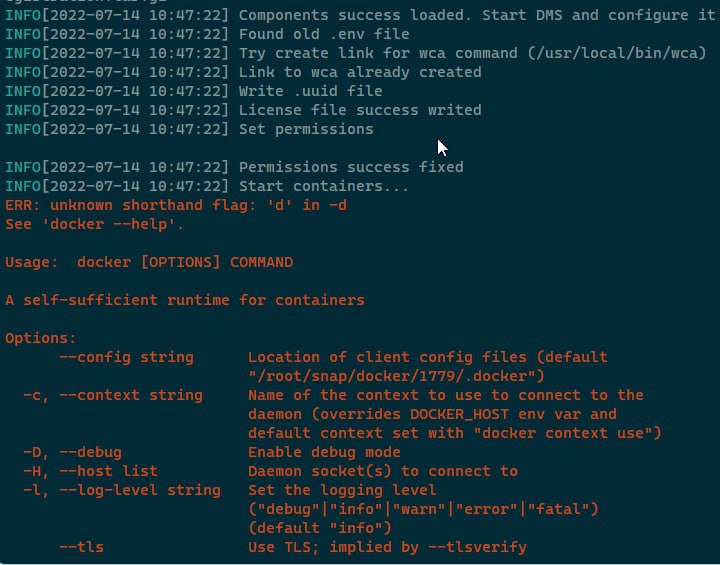 INFO[2022-07-14 10:47:22] Components success loaded. Start DMS and configure it
INFO[2022-07-14 10:47:22] Found old .env file
INFO[2022-07-14 10:47:22] Try create link for wca command (/usr/local/bin/wca)
INFO[2022-07-14 10:47:22] Link to wca already created
INFO[2022-07-14 10:47:22] Write .uuid file
INFO[2022-07-14 10:47:22] License file success writed
INFO[2022-07-14 10:47:22] Set permissions
INFO[2022-07-14 10:47:22] Permissions success fixed
INFO[2022-07-14 10:47:22] Start containers...
ERR: unknown shorthand flag: 'd' in -d
See 'docker --help'.
Usage:  docker [OPTIONS] COMMAND
A self-sufficient runtime for containers
Options:
      --config string      Location of client config files (default
                           "/root/snap/docker/1779/.docker")
  -c, --context string     Name of the context to use to connect to the
                           daemon (overrides DOCKER_HOST env var and
                           default context set with "docker context use")
  -D, --debug              Enable debug mode
  -H, --host list          Daemon socket(s) to connect to
  -l, --log-level string   Set the logging level
                           ("debug"|"info"|"warn"|"error"|"fatal")
                           (default "info")
      --tls                Use TLS; implied by --tlsverify